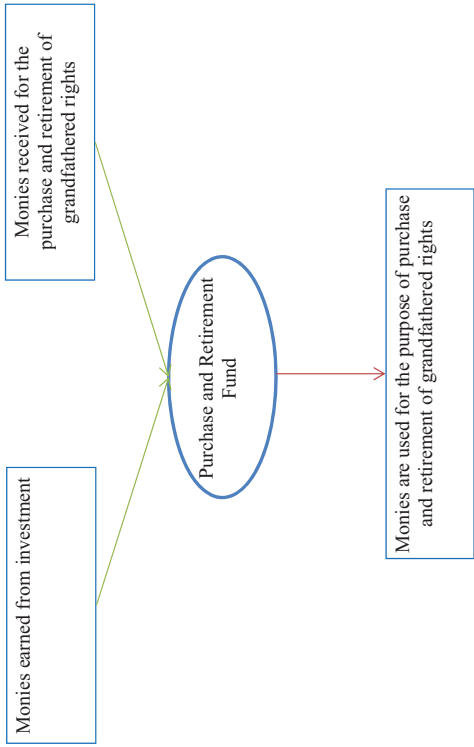 Monies earned from investment
Monies received for the
purchase and retirement of
grandfathered rights
Purchase and Retirement
Fund
Monies are used for the purpose of purchase
and retirement of grandfathered rights